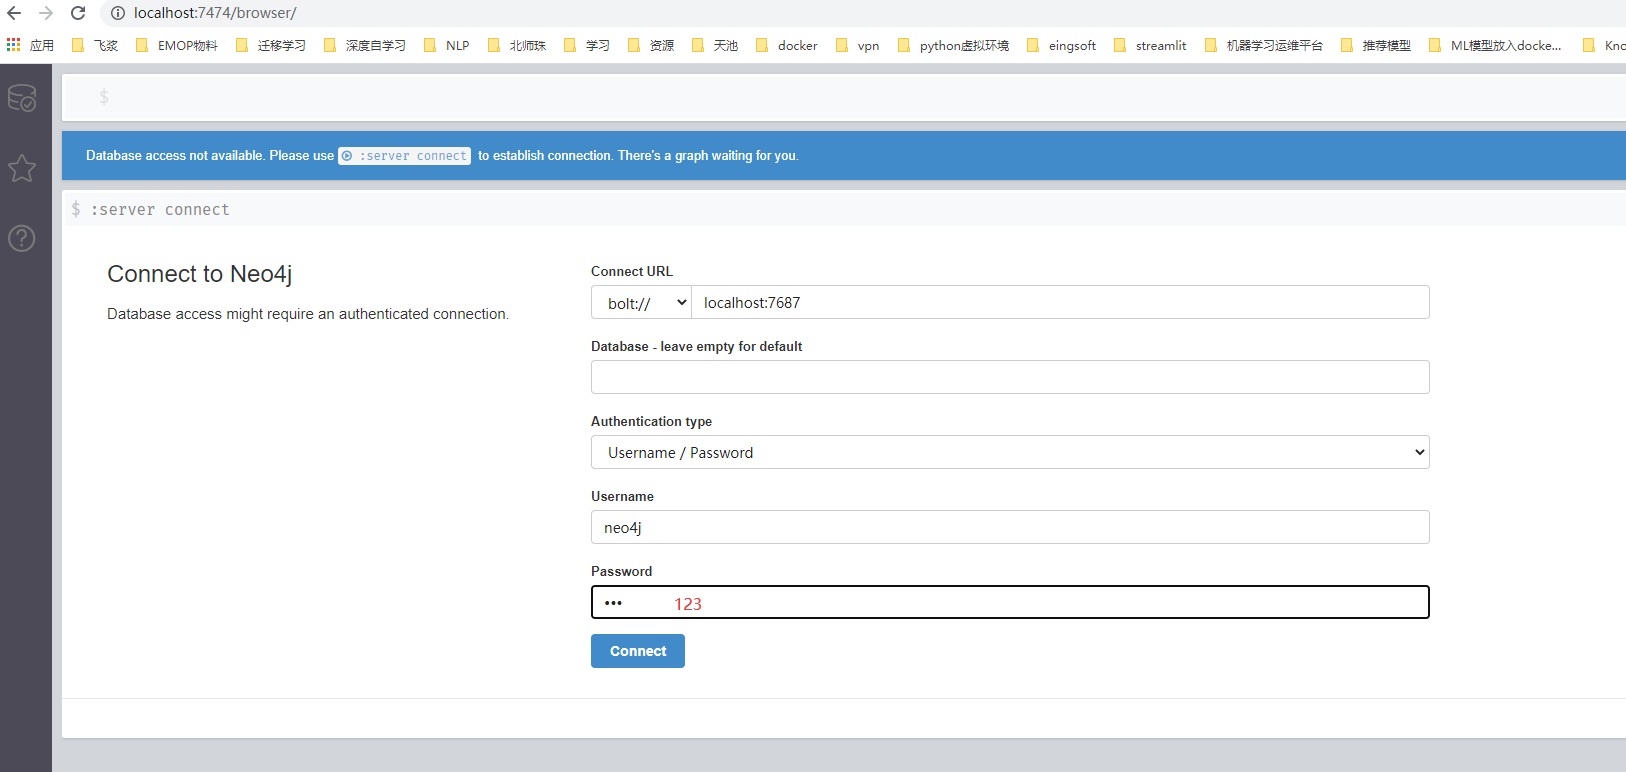 localhost:7474/browser/
应用 飞浆 EMOP物料 迁移学习 深度自学习 NLP 北师珠 学习 资源 天池 docker vpn python虚拟环境 eingsoft streamlit 机器学习运维平台 推荐模型 ML模型放入docke... Kno
$
Database access not available. Please use :server connect to establish connection. There's a graph waiting for you.
$ :server connect
Connect to Neo4j
Database access might require an authenticated connection.
Connect URL
bolt:// localhost:7687
Database - leave empty for default
Authentication type
Username / Password
Username
neo4j
Password
••• 123
Connect